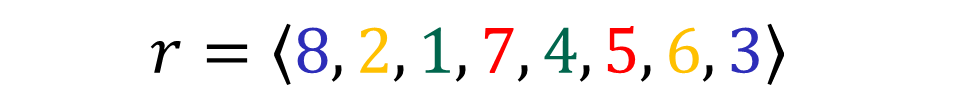 r = ⟨8, 2, 1, 7, 4, 5, 6, 3⟩